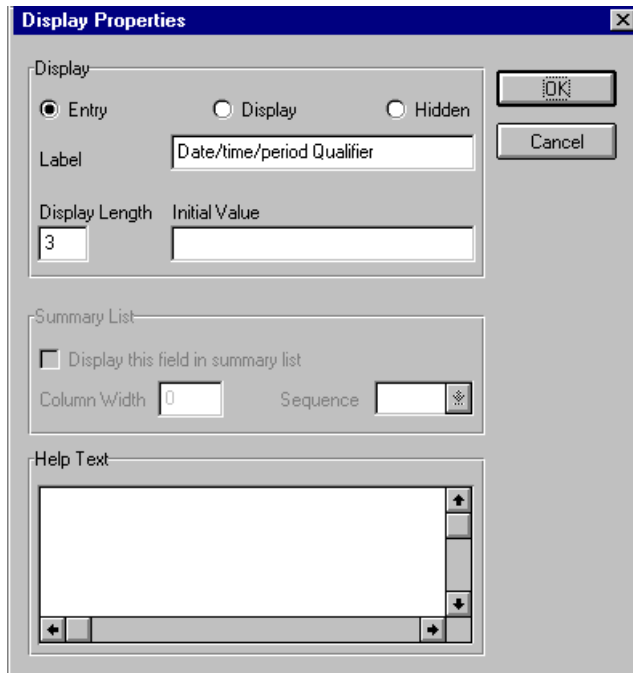 Display Properties
Display
OK
Entry Display Hidden
Label Date/time/period Qualifier
Cancel
Display Length Initial Value
3
Summary List
Display this field in summary list
Column Width 0 Sequence
Help Text